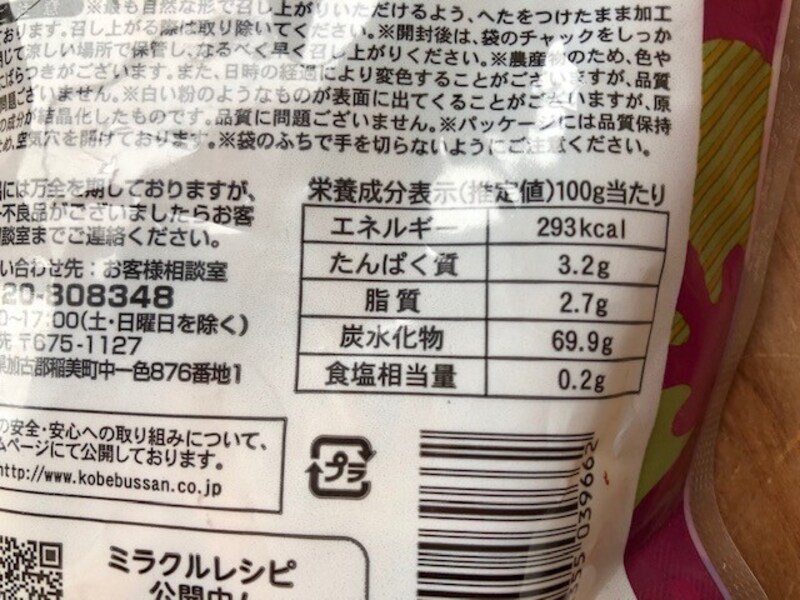 ※最も自然な形で召し上がりいただけるよう、へたをつけたまま加工
ております。召し上がる際は取り除いてください。※開封後は、袋のチャックをしっか
閉じて涼しい場所で保管し、なるべく早く召し上がりください。※農産物のため、色や
にばらつきがございます。また、日時の経過により変色することがございますが、品質
問題ございません。※白い粉のようなものが表面に出てくることがございますが、原
の成分が結晶化したものです。品質に問題ございません。※パッケージには品質保持
ため、空気穴を開けております。※袋のふちで手を切らないようにご注意ください。
には万全を期しておりますが、
不良品がございましたらお客
談室までご連絡ください。
い合わせ先：お客様相談室
20-808348
0〜17:00(土・日曜日を除く)
先 〒675-1127
県加古郡稲美町中一色876番地1
の安全・安心への取り組みについて、
ムページにて公開しております。
http://www.kobebussan.co.jp
ミラクルレシピ
公開中!
栄養成分表示(推定値)100g当たり
エネルギー 293kcal
たんぱく質 3.2g
脂質 2.7g
炭水化物 69.9g
食塩相当量 0.2g
プラ
55 039662